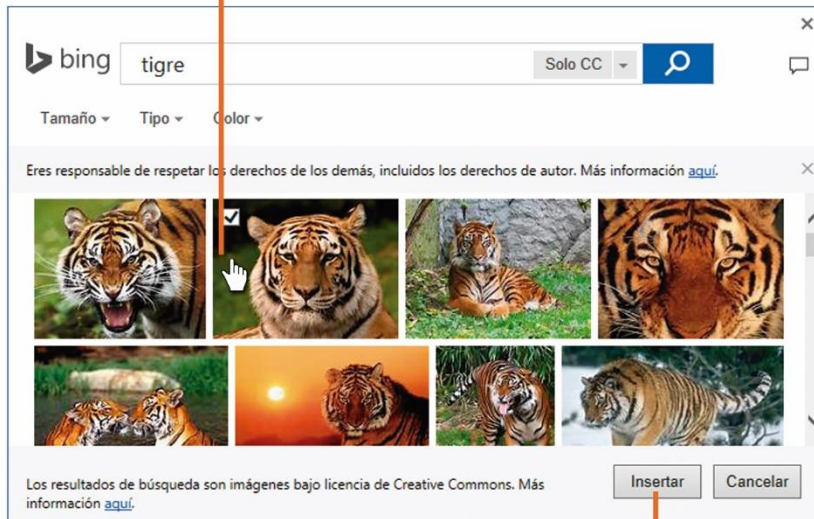 bing
tigre
Solo CC
Tamaño Tipo Color
Eres responsable de respetar los derechos de los demás, incluidos los derechos de autor. Más información aquí.
Los resultados de búsqueda son imágenes bajo licencia de Creative Commons. Más
información aquí.
Insertar Cancelar